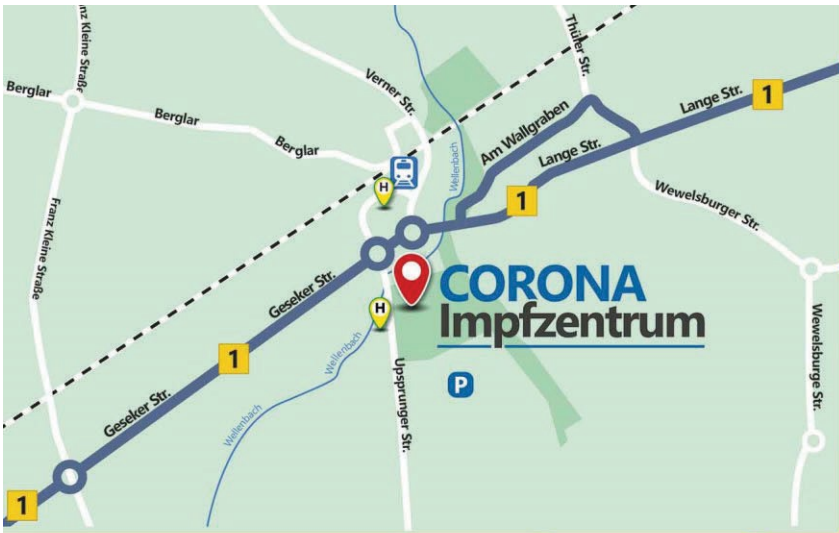 Franz Kleine Straße
Thüler Str.
Verner Str.
Berglar
Berglar
Berglar
Lange Str.
1
Am Wallgraben
Lange Str.
Wellenbach
H
1
Wewelsburger Str.
Franz Kleine Straße
Geseker Str.
CORONA
Impfzentrum
H
Wewelsburge Str.
1
Wellenbach
P
Upsprunger Str.
Geseker Str.
Wellenbach
1